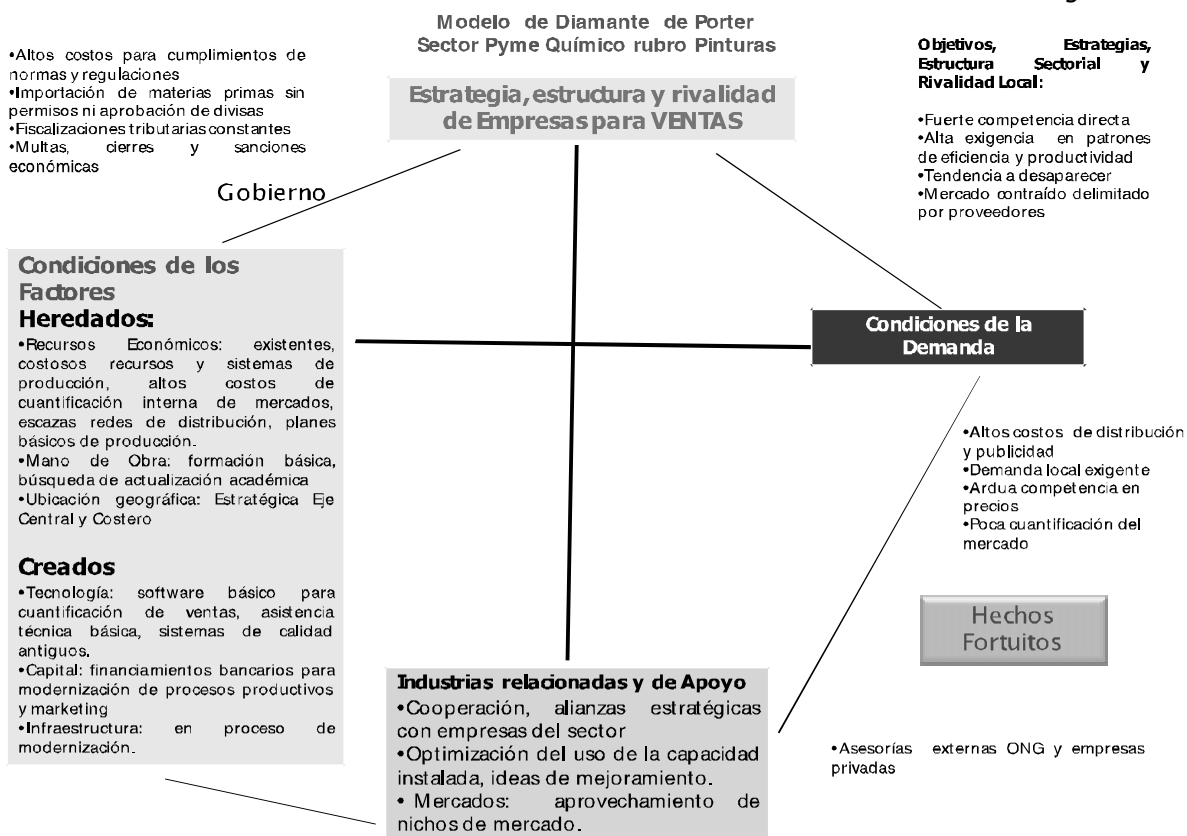 Modelo de Diamante de Porter
Sector Pyme Químico rubro Pinturas
•Altos costos para cumplimientos de
normas y regulaciones
•Importación de materias primas sin
permisos ni aprobación de divisas
•Fiscalizaciones tributarias constantes
•Multas, cierres y sanciones
económicas
Gobierno
Estrategia, estructura y rivalidad
de Empresas para VENTAS
Objetivos, Estrategias,
Estructura Sectorial y
Rivalidad Local:
•Fuerte competencia directa
•Alta exigencia en patrones
de eficiencia y productividad
•Tendencia a desaparecer
•Mercado contraído delimitado
por proveedores
Condiciones de los
Factores
Heredados:
•Recursos Económicos: existentes,
costosos recursos y sistemas de
producción, altos costos de
cuantificación interna de mercados,
escazas redes de distribución, planes
básicos de producción.
•Mano de Obra: formación básica,
búsqueda de actualización académica
•Ubicación geográfica: Estratégica Eje
Central y Costero
Creados
•Tecnología: software básico para
cuantificación de ventas, asistencia
técnica básica, sistemas de calidad
antiguos.
•Capital: financiamientos bancarios para
modernización de procesos productivos
y marketing
•Infraestructura: en proceso de
modernización.
Condiciones de la
Demanda
•Altos costos de distribución
y publicidad
•Demanda local exigente
•Ardua competencia en
precios
•Poca cuantificación del
mercado
Hechos
Fortuitos
•Asesorías externas ONG y empresas
privadas
Industrias relacionadas y de Apoyo
•Cooperación, alianzas estratégicas
con empresas del sector
•Optimización del uso de la capacidad
instalada, ideas de mejoramiento.
• Mercados: aprovechamiento de
nichos de mercado.